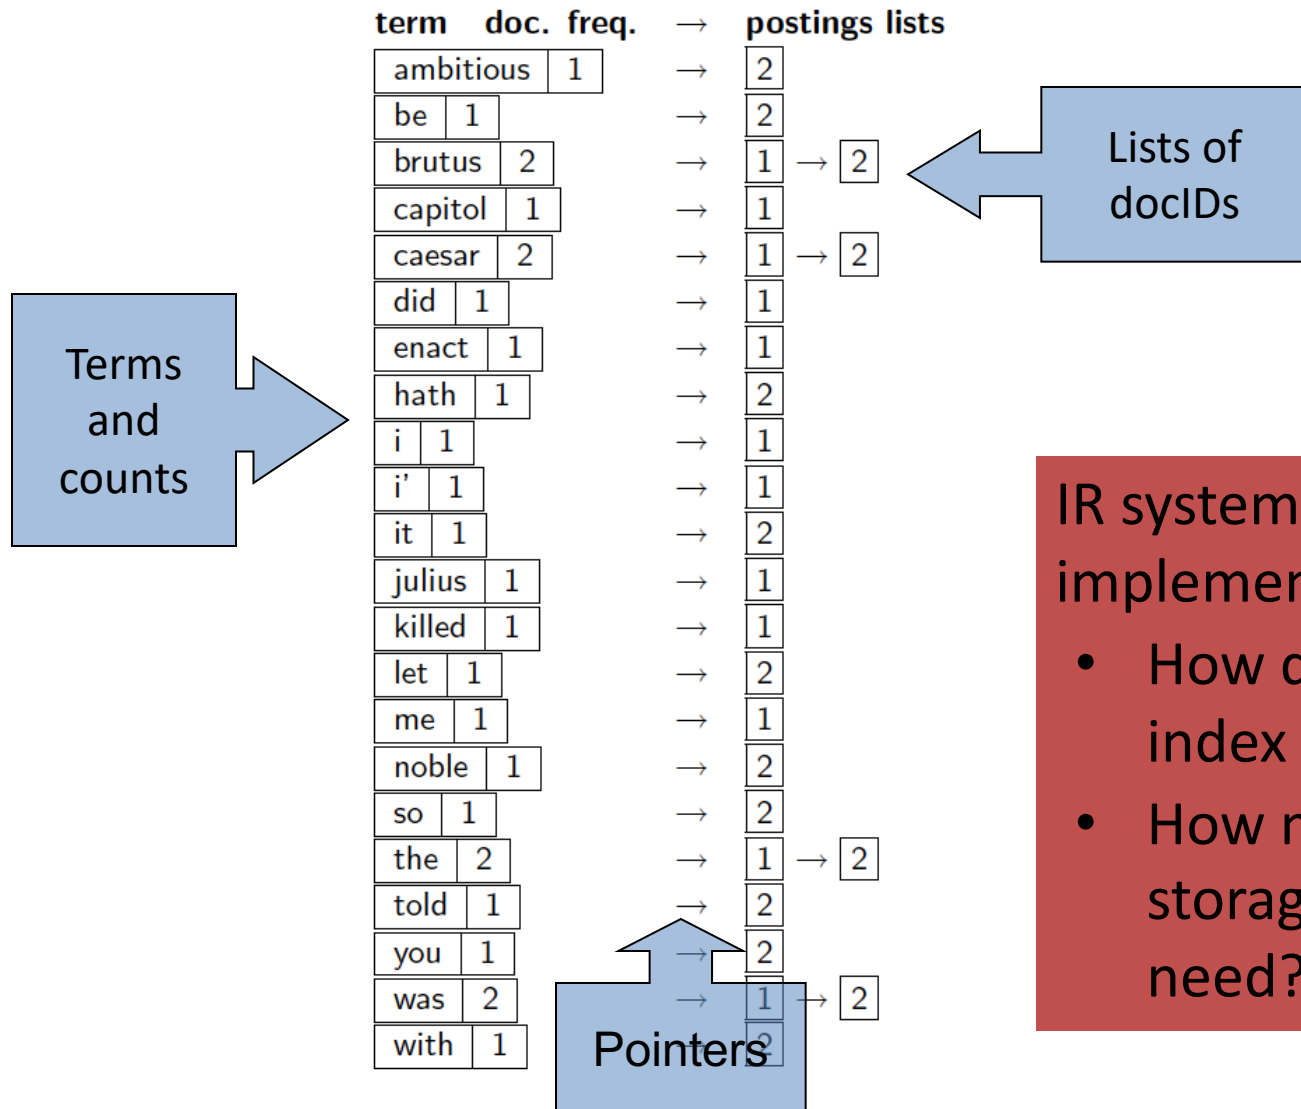 term doc. freq. → postings lists
ambitious 1 → 2
be 1 → 2
brutus 2 → 1 → 2
capitol 1 → 1
caesar 2 → 1 → 2
did 1 → 1
enact 1 → 1
hath 1 → 2
i 1 → 1
i' 1 → 1
it 1 → 2
julius 1 → 1
killed 1 → 1
let 1 → 2
me 1 → 1
noble 1 → 2
so 1 → 2
the 2 → 1 → 2
told 1 → 2
you 1 → 2
was 2 → 1 → 2
with 1 → 2
Lists of
docIDs
Terms
and
counts
Pointers
IR system
implemen
• How
index
• How
storag
need?